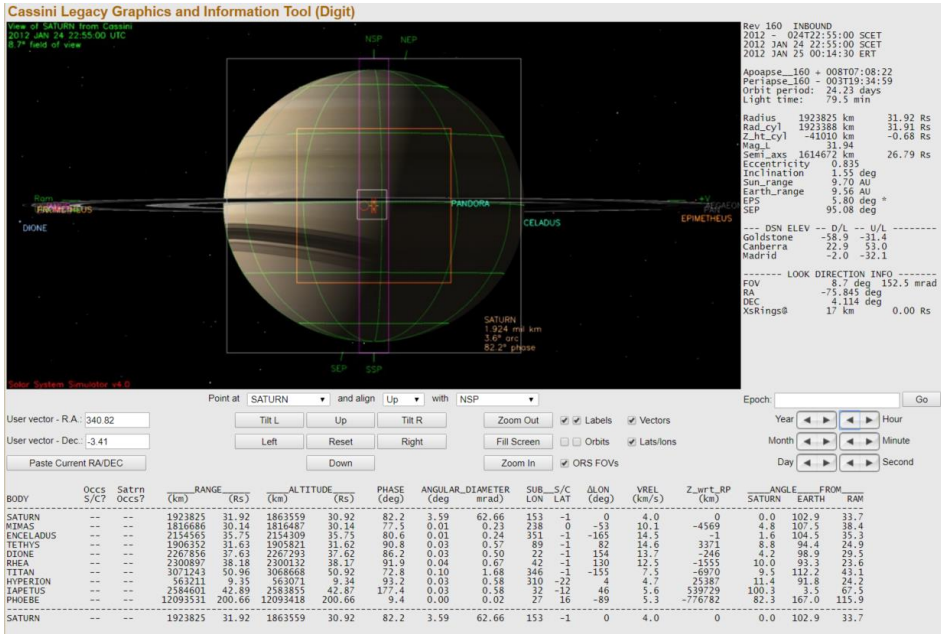 Cassini Legacy Graphics and Information Tool (Digit)
View of SATURN from Cassini
2012 JAN 24 22:55:00 UTC
8.7° field of view
NSP NEP
Ram
PROMETHEUS
DIONE
PANDORA
CELADUS
+V
AEGAEON
PAN
EPIMETHEUS
SATURN
1.924 mil km
3.6° arc
82.2° phase
SEP SSP
Solar System Simulator v4.0
Rev 160 INBOUND
2012 - 024T22:55:00 SCET
2012 JAN 24 22:55:00 SCET
2012 JAN 25 00:14:30 ERT
Apoapse_160 + 008T07:08:22
Periapse_160 - 003T19:34:59
Orbit period: 24.23 days
Light time: 79.5 min
Radius 1923825 km 31.92 Rs
Rad_cyl 1923388 km 31.91 Rs
Z_ht_cyl -41010 km -0.68 Rs
Mag_L 31.94
Semi_axs 1614672 km 26.79 Rs
Eccentricity 0.835
Inclination 1.55 deg
Sun_range 9.70 AU
Earth_range 9.56 AU
EPS 5.80 deg *
SEP 95.08 deg
--- DSN ELEV -- D/L -- U/L --------
Goldstone -58.9 -31.4
Canberra 22.9 53.0
Madrid -2.0 -32.1
------- LOOK DIRECTION INFO -------
FOV 8.7 deg 152.5 mrad
RA -75.845 deg
DEC 4.114 deg
XsRings@ 17 km 0.00 Rs
Point at SATURN and align Up with NSP
Epoch: Go
User vector - R.A.: 340.82 Tilt L Up Tilt R Zoom Out Labels Vectors Year Hour
User vector - Dec.: -3.41 Left Reset Right Fill Screen Orbits Lats/lons Month Minute
Paste Current RA/DEC Down Zoom In ORS FOVs Day Second
Occs Satrn ____RANGE____ ____ALTITUDE____ PHASE ANGULAR_DIAMETER SUB__S/C ΔLON VREL Z_wrt_RP ____ANGLE__FROM____
BODY S/C? Occs? (km) (Rs) (km) (Rs) (deg) (deg mrad) LON LAT (deg) (km/s) (km) SATURN EARTH RAM
SATURN -- -- 1923825 31.92 1863559 30.92 82.2 3.59 62.66 153 -1 0 4.0 0 0.0 102.9 33.7
MIMAS -- -- 1816686 30.14 1816487 30.14 77.5 0.01 0.23 238 0 -53 10.1 -4569 4.8 107.5 38.4
ENCELADUS -- -- 2154565 35.75 2154309 35.75 80.6 0.01 0.24 351 -1 -165 14.5 -1 1.6 104.5 35.3
TETHYS -- -- 1906352 31.63 1905821 31.62 90.8 0.03 0.57 89 -1 82 14.6 3371 8.8 94.4 24.9
DIONE -- -- 2267856 37.63 2267293 37.62 86.2 0.03 0.50 22 -1 154 13.7 -246 4.2 98.9 29.5
RHEA -- -- 2300897 38.18 2300132 38.17 91.9 0.04 0.67 42 -1 130 12.5 -1555 10.0 93.3 23.6
TITAN -- -- 3071243 50.96 3068668 50.92 72.8 0.10 1.68 346 -1 -155 7.5 -6970 9.5 112.2 43.1
HYPERION -- -- 563211 9.35 563071 9.34 93.2 0.03 0.58 310 -22 4 4.7 25387 11.4 91.8 24.2
IAPETUS -- -- 2584601 42.89 2583855 42.87 177.4 0.03 0.58 32 -12 46 5.6 539729 100.3 3.5 67.5
PHOEBE -- -- 12093531 200.66 12093418 200.66 9.4 0.00 0.02 27 16 -89 5.3 -776782 82.3 167.0 115.9
SATURN -- -- 1923825 31.92 1863559 30.92 82.2 3.59 62.66 153 -1 0 4.0 0 0.0 102.9 33.7